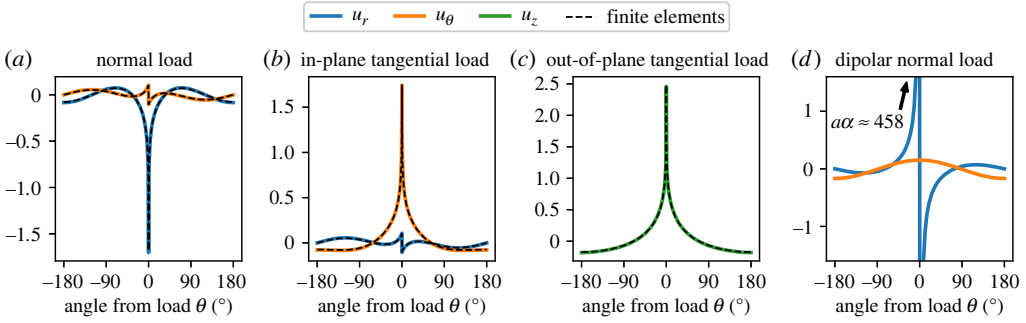 u_r u_θ u_z finite elements
(a) normal load
(b) in-plane tangential load
(c) out-of-plane tangential load
(d) dipolar normal load
0
−0.5
−1.0
−1.5
−180 −90 0 90 180
angle from load θ (°)
1.5
1.0
0.5
0
−180 −90 0 90 180
angle from load θ (°)
2.5
2.0
1.5
1.0
0.5
0
−180 −90 0 90 180
angle from load θ (°)
aα ≈ 458
1
0
−1
−180 −90 0 90 180
angle from load θ (°)